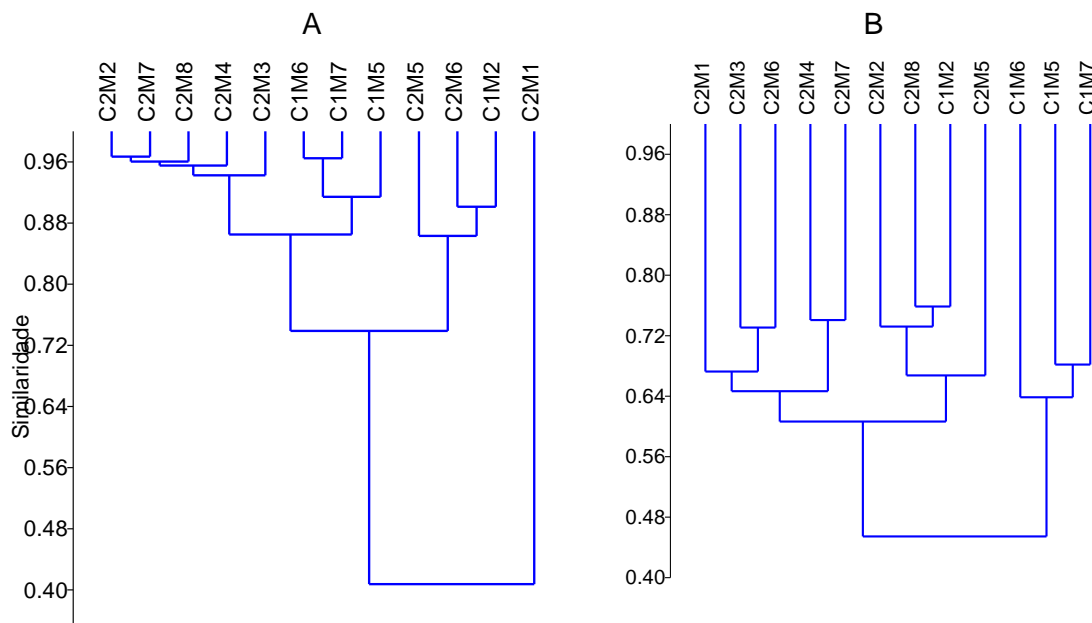 A
C2M2
C2M7
C2M8
C2M4
C2M3
C1M6
C1M7
C1M5
C2M5
C2M6
C1M2
C2M1
0.96
0.88
0.80
0.72
0.64
0.56
0.48
0.40
Similaridade
B
C2M1
C2M3
C2M6
C2M4
C2M7
C2M2
C2M8
C1M2
C2M5
C1M6
C1M5
C1M7
0.96
0.88
0.80
0.72
0.64
0.56
0.48
0.40